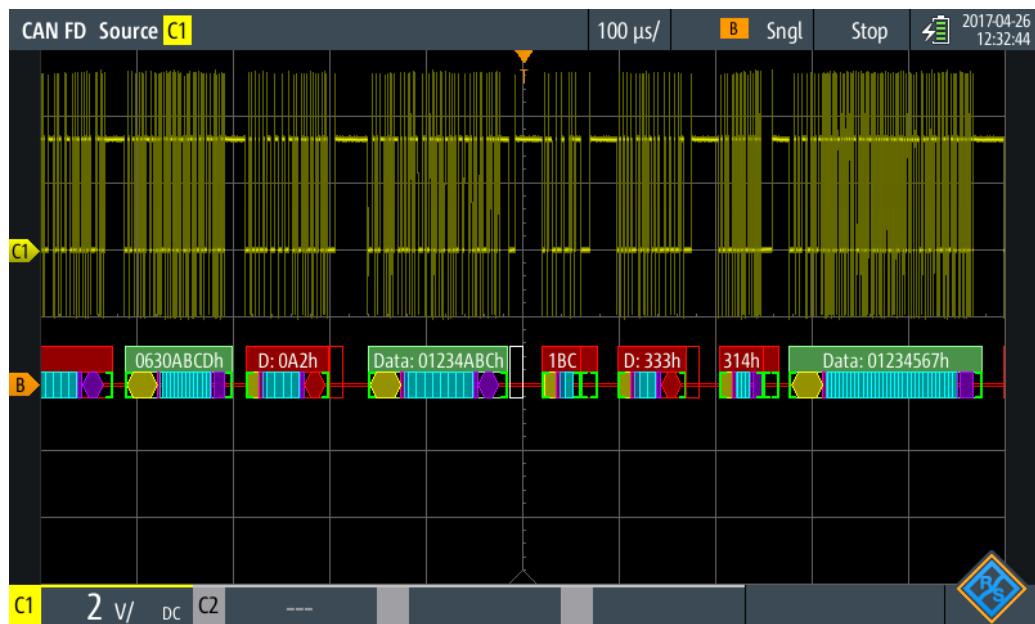 CAN FD Source C1 100 µs/ B Sngl Stop 2017-04-26
12:32:44
T
C1
0630ABCDh D: 0A2h Data: 01234ABCh 1BC D: 333h 314h Data: 01234567h
B
C1 2 V/ DC C2 ---
R&S